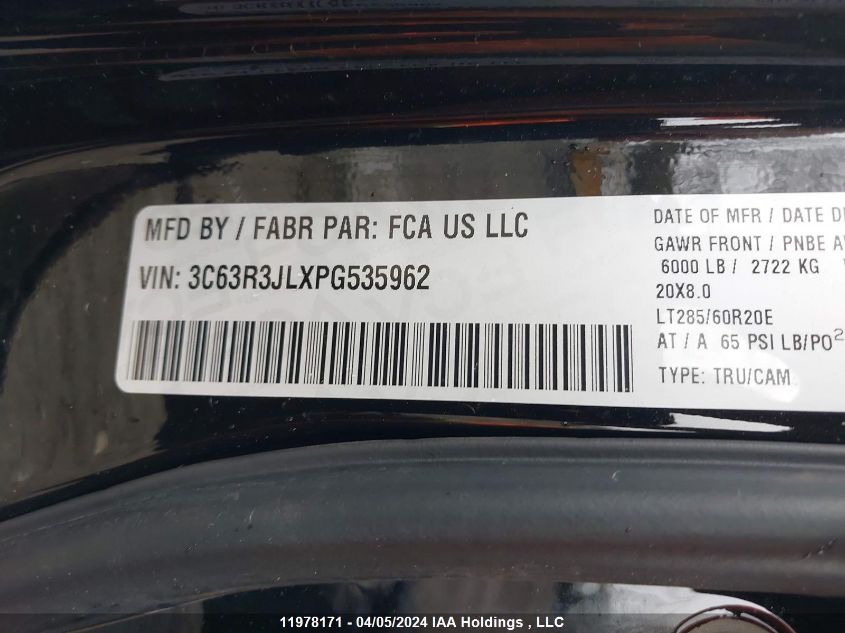 MFD BY / FABR PAR: FCA US LLC
VIN: 3C63R3JLXPG535962
DATE OF MFR / DATE D
GAWR FRONT / PNBE A
6000 LB / 2722 KG
20X8.0
LT285/60R20E
AT / A 65 PSI LB/PO²
TYPE: TRU/CAM
11978171 - 04/05/2024 IAA Holdings , LLC